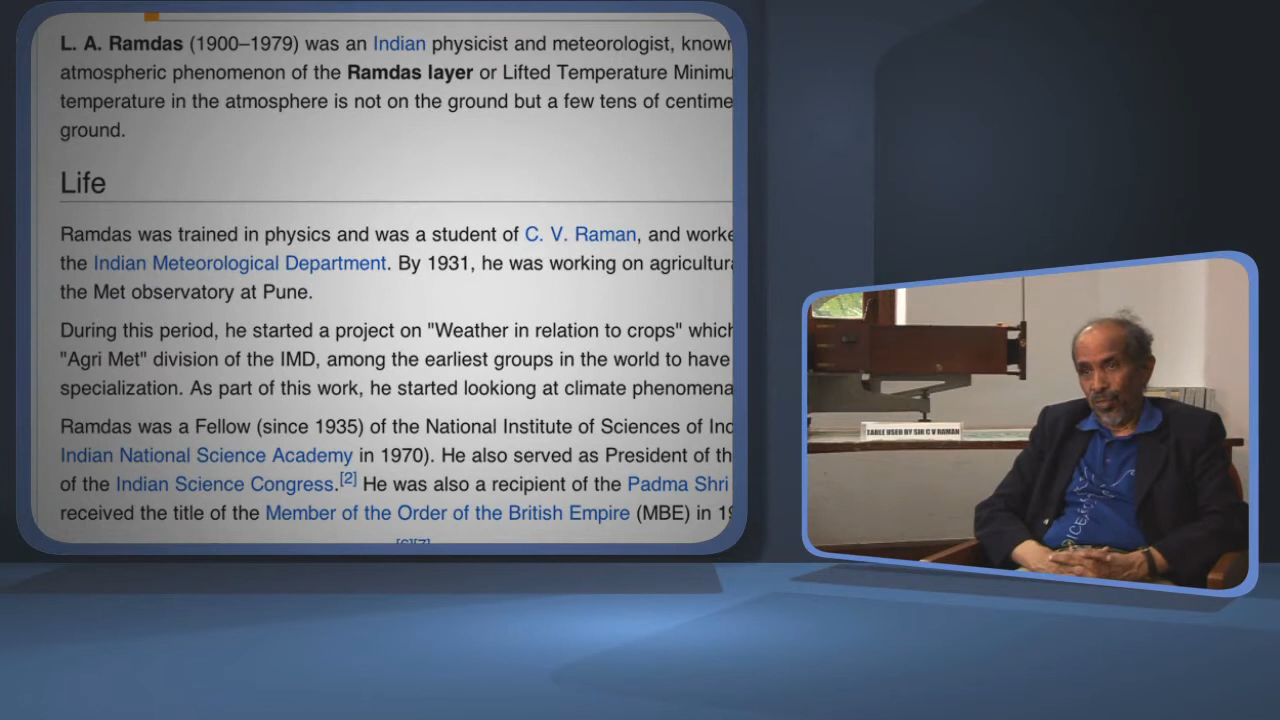 L. A. Ramdas (1900–1979) was an Indian physicist and meteorologist, known
atmospheric phenomenon of the Ramdas layer or Lifted Temperature Minimu
temperature in the atmosphere is not on the ground but a few tens of centime
ground.
Life
Ramdas was trained in physics and was a student of C. V. Raman, and worke
the Indian Meteorological Department. By 1931, he was working on agricultura
the Met observatory at Pune.
During this period, he started a project on "Weather in relation to crops" which
"Agri Met" division of the IMD, among the earliest groups in the world to have
specialization. As part of this work, he started lookiong at climate phenomena
Ramdas was a Fellow (since 1935) of the National Institute of Sciences of Ind
Indian National Science Academy in 1970). He also served as President of th
of the Indian Science Congress.[2] He was also a recipient of the Padma Shri
received the title of the Member of the Order of the British Empire (MBE) in 19
[6][7]
TABLE USED BY SIR C V RAMAN